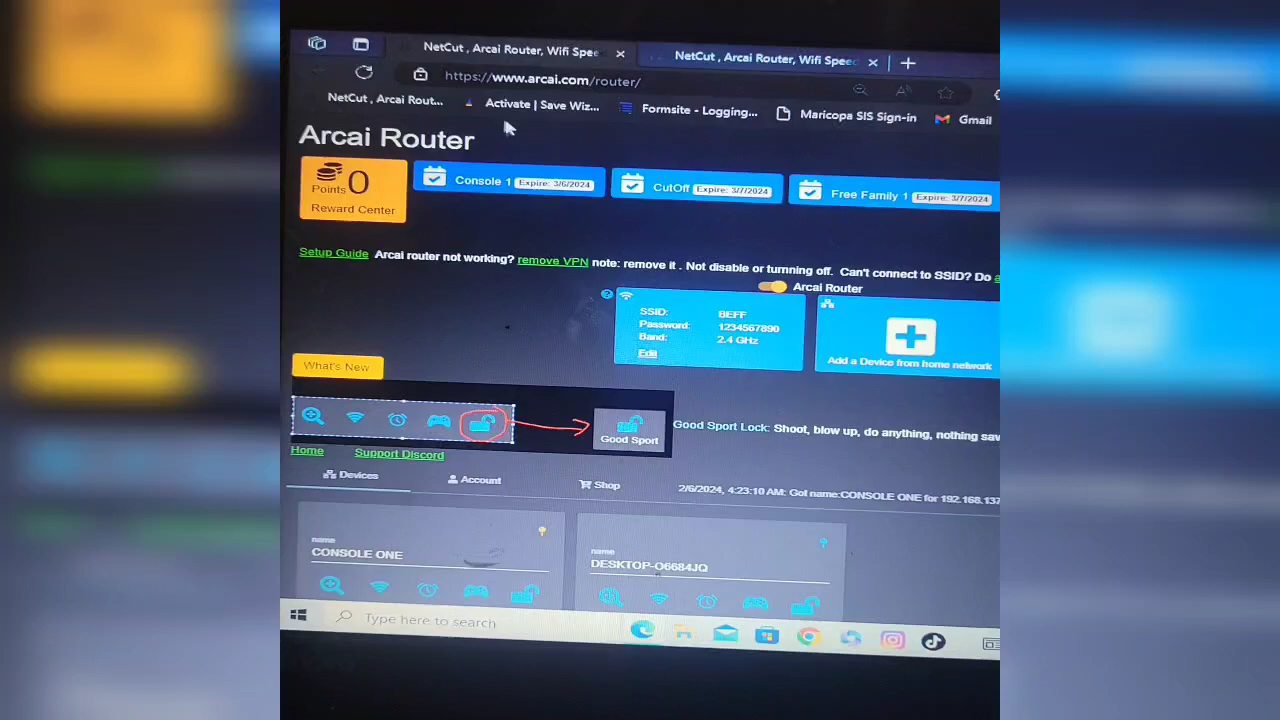 NetCut , Arcai Router, Wifi Spee
NetCut , Arcai Router, Wifi Speed
https://www.arcai.com/router/
NetCut , Arcai Rout...
Activate | Save Wiz...
Formsite - Logging...
Maricopa SIS Sign-in
Gmail
Arcai Router
Points 0
Reward Center
Console 1 Expire: 3/6/2024
CutOff Expire: 3/7/2024
Free Family 1 Expire: 3/7/2024
Setup Guide Arcai router not working? remove VPN note: remove it . Not disable or turning off. Can't connect to SSID? Do
Arcai Router
SSID: BEFF
Password: 1234567890
Band: 2.4 GHz
Edit
Add a Device from home network
What's New
Good Sport
Good Sport Lock: Shoot, blow up, do anything, nothing sav
Home
Support Discord
Devices
Account
Shop
2/6/2024, 4:23:10 AM: Got name:CONSOLE ONE for 192.168.137
name
CONSOLE ONE
name
DESKTOP-O6684JQ
Type here to search